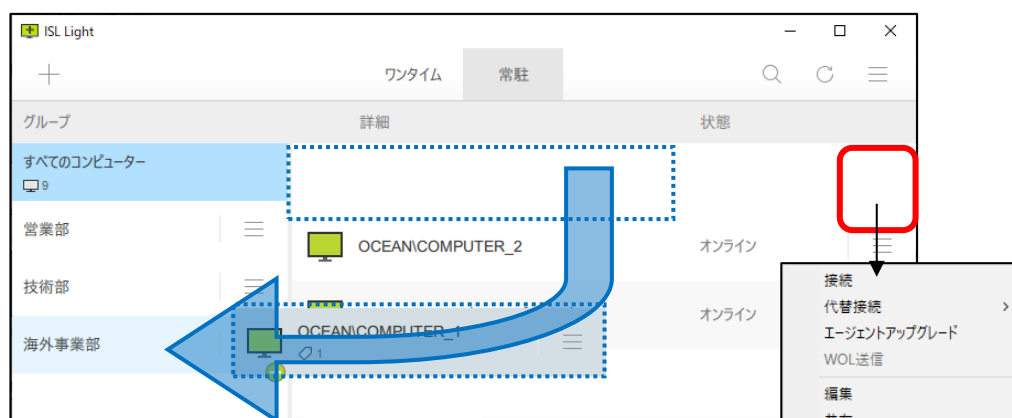 ISL Light
ワンタイム
常駐
グループ
詳細
状態
すべてのコンピューター
9
営業部
OCEAN\COMPUTER_2
オンライン
技術部
オンライン
海外事業部
OCEAN\COMPUTER_1
1
接続
代替接続
エージェントアップグレード
WOL送信
編集